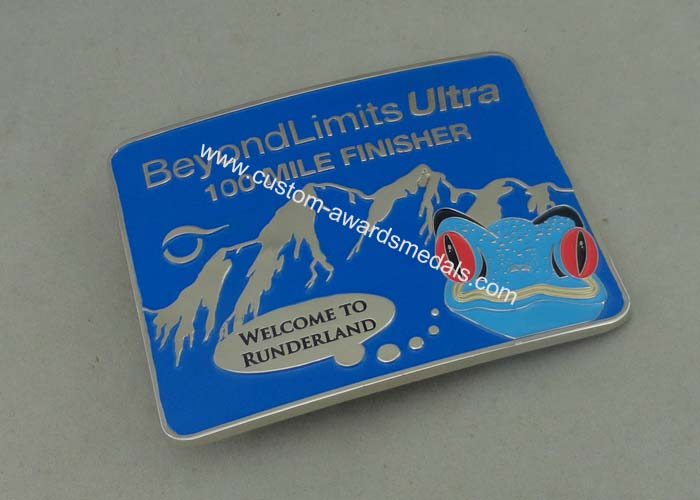 BeyondLimits Ultra
100 MILE FINISHER
www.custom-awardsmedals.com
WELCOME TO
RUNDERLAND